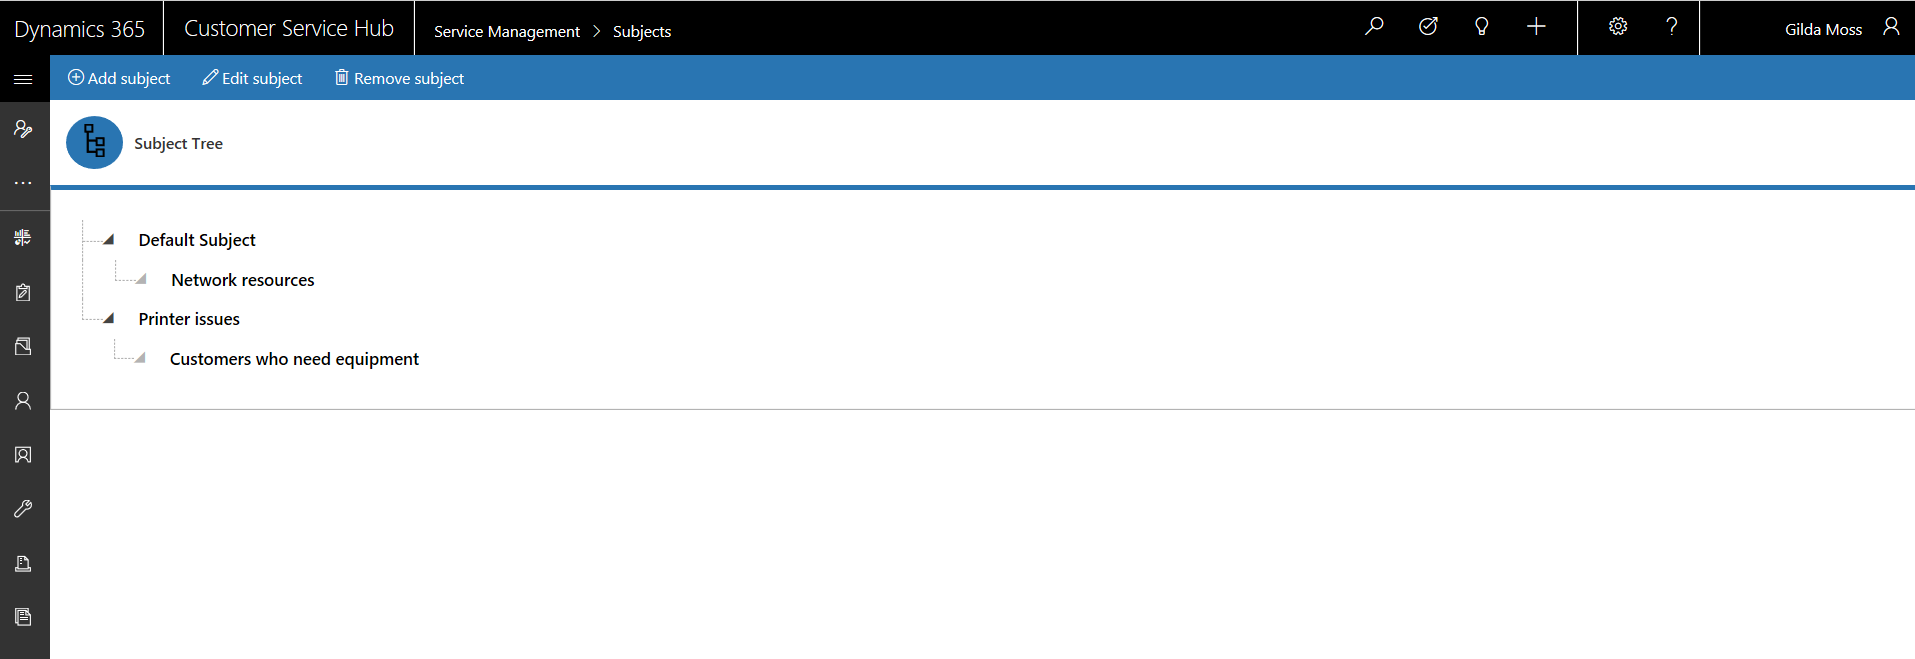 Dynamics 365 Customer Service Hub Service Management > Subjects ? Gilda Moss
Add subject Edit subject Remove subject
Subject Tree
Default Subject
Network resources
Printer issues
Customers who need equipment